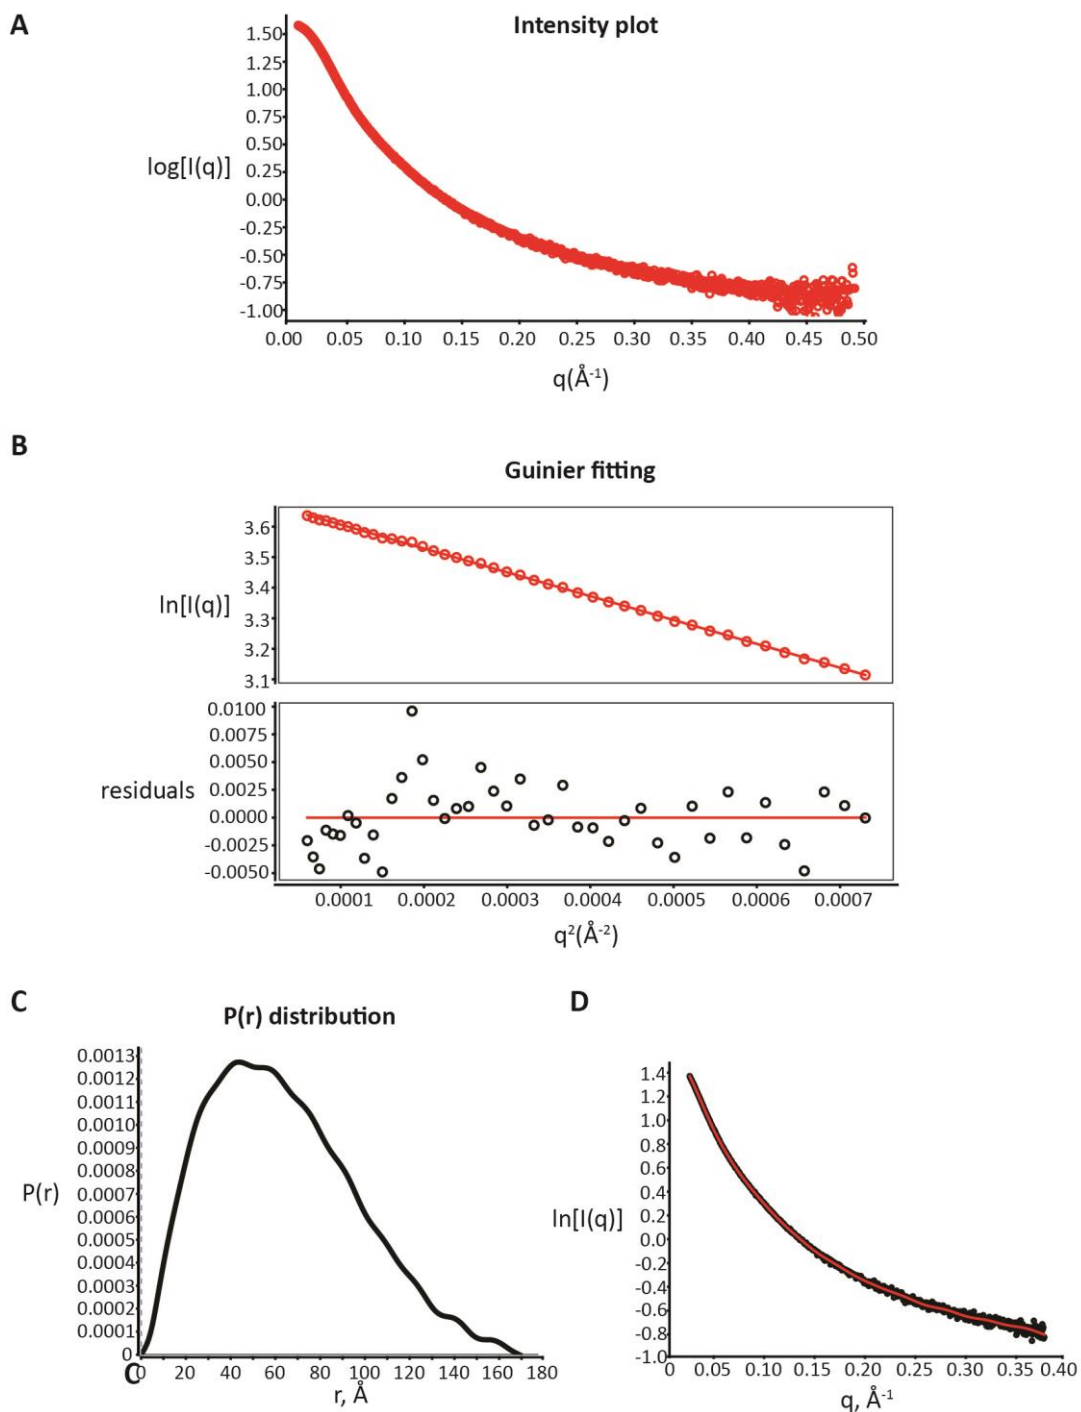 A
Intensity plot
1.50
1.25
1.00
0.75
0.50
log[I(q)]
0.25
0.00
-0.25
-0.50
-0.75
-1.00
0.00 0.05 0.10 0.15 0.20 0.25 0.30 0.35 0.40 0.45 0.50
q(Å-1)
B
Guinier fitting
3.6
3.5
3.4
ln[I(q)]
3.3
3.2
3.1
0.0100
0.0075
0.0050
residuals
0.0025
0.0000
-0.0025
-0.0050
0.0001 0.0002 0.0003 0.0004 0.0005 0.0006 0.0007
q2(Å-2)
C
P(r) distribution
0.0013
0.0012
0.0011
0.0010
0.0009
0.0008
P(r)
0.0007
0.0006
0.0005
0.0004
0.0003
0.0002
0.0001
0
0 20 40 60 80 100 120 140 160 180
C
r, Å
D
1.4
1.2
1.0
0.8
0.6
0.4
ln[I(q)]
0.2
0.0
-0.2
-0.4
-0.6
-0.8
-1.0
0 0.05 0.10 0.15 0.20 0.25 0.30 0.35 0.40
q, Å-1